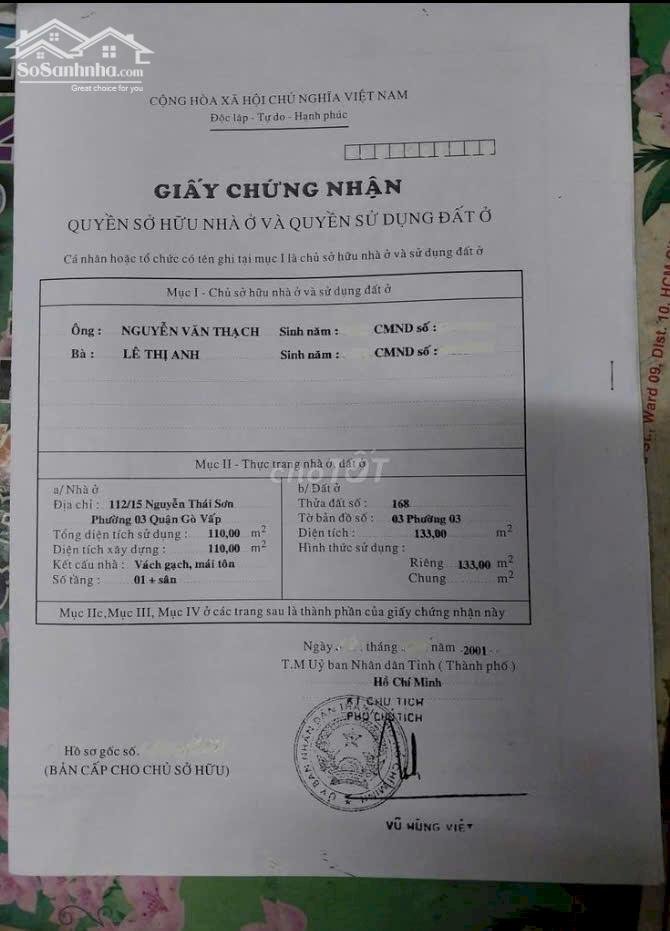 SoSanhnha.com
Great choice for you
CỘNG HÒA XÃ HỘI CHỦ NGHĨA VIỆT NAM
Độc lập - Tự do - Hạnh phúc
GIẤY CHỨNG NHẬN
QUYỀN SỞ HỮU NHÀ Ở VÀ QUYỀN SỬ DỤNG ĐẤT Ở
Cá nhân hoặc tổ chức có tên ghi tại mục I là chủ sở hữu nhà ở và sử dụng đất ở
Mục I - Chủ sở hữu nhà ở và sử dụng đất ở
Ông : NGUYỄN VĂN THẠCH Sinh năm : CMND số :
Bà : LÊ THỊ ANH Sinh năm : CMND số :
Mục II - Thực trạng nhà ở, đất ở
choTỐT
a/ Nhà ở
Địa chỉ : 112/15 Nguyễn Thái Sơn
Phường 03 Quận Gò Vấp
Tổng diện tích sử dụng : 110,00 m2
Diện tích xây dựng : 110,00 m2
Kết cấu nhà : Vách gạch, mái tôn
Số tầng : 01 + sân
b/ Đất ở
Thửa đất số : 168
Tờ bản đồ số : 03 Phường 03
Diện tích : 133,00 m2
Hình thức sử dụng :
Riêng 133,00 m2
Chung m2
Mục IIc, Mục III, Mục IV ở các trang sau là thành phần của giấy chứng nhận này
Ngày tháng năm 2001
T.M Uỷ ban Nhân dân Tỉnh ( Thành phố )
Hồ Chí Minh
KT CHỦ TỊCH
PHÓ CHỦ TỊCH
Hồ sơ gốc số.
(BẢN CẤP CHO CHỦ SỞ HỮU)
VŨ HÙNG VIỆT
ST., Ward 09, Dist. 10, HCM